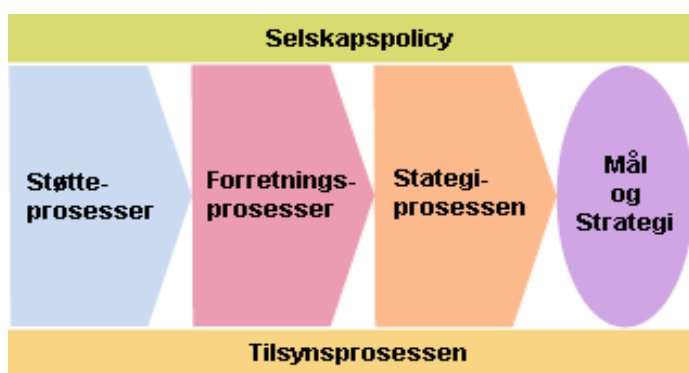 Selskapspolicy
Støtte-
prosesser
Forretnings-
prosesser
Stategi-
prosessen
Mål
og
Strategi
Tilsynsprosessen